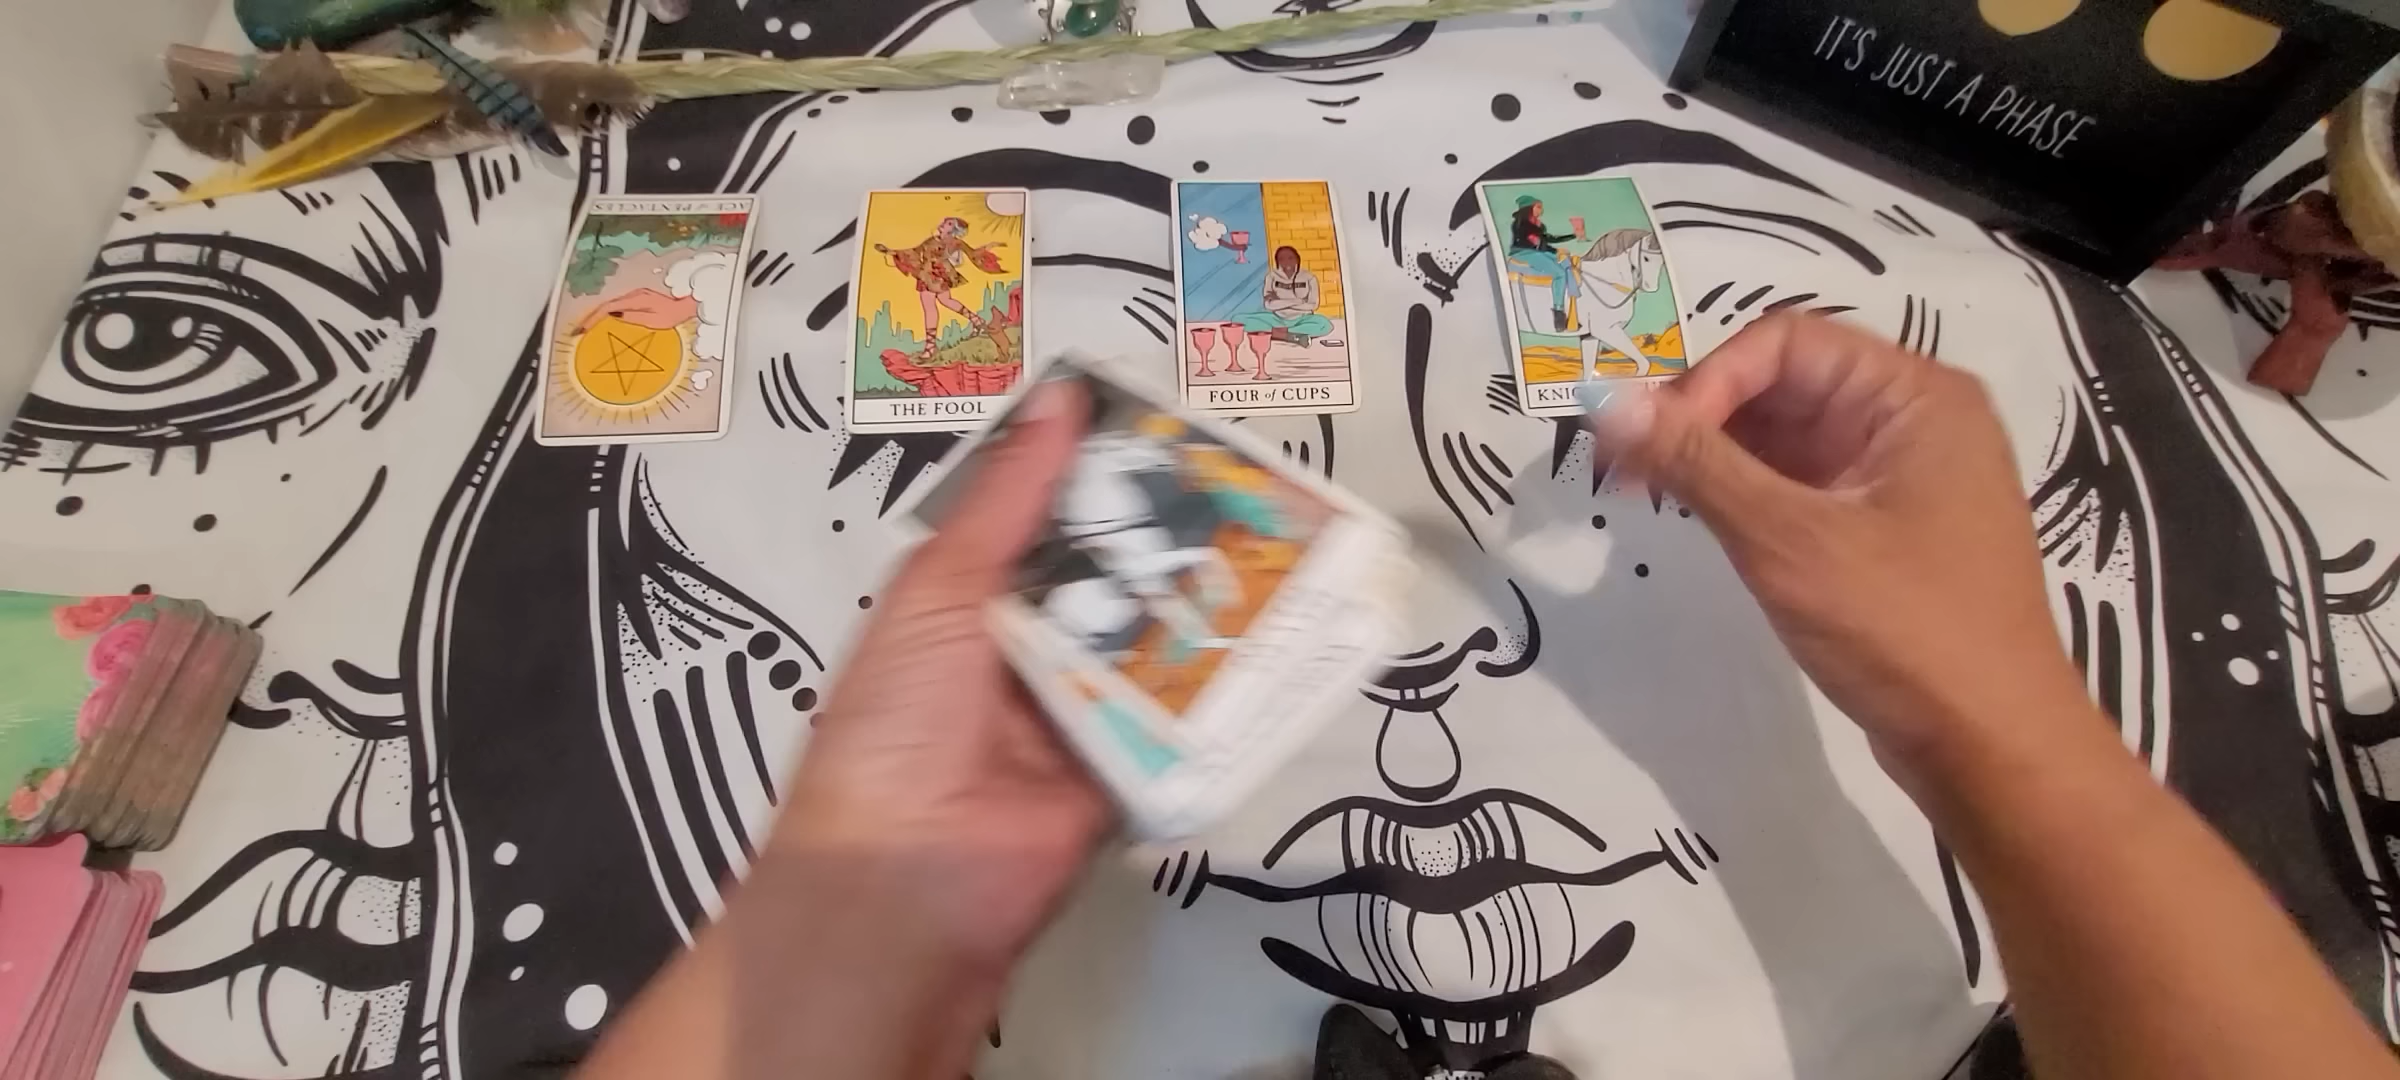 IT'S JUST A PHASE
ACE of PENTACLES
THE FOOL
FOUR of CUPS